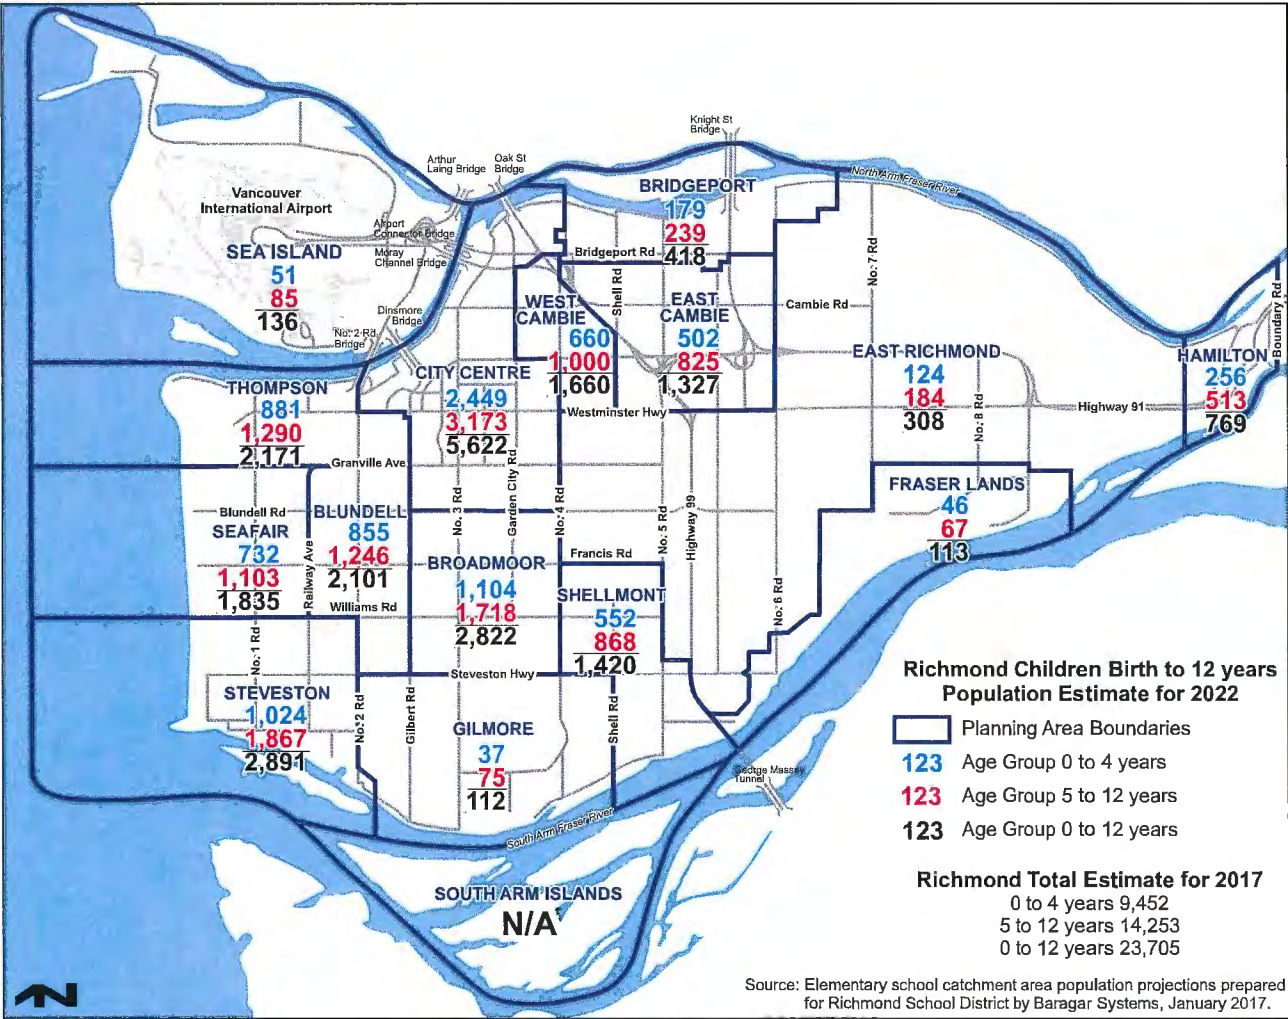 Knight St
Bridge
Arthur
Laing Bridge
Oak St
Bridge
North Arm Fraser River
BRIDGEPORT
179
239
418
Vancouver
International Airport
Airport
Connector Bridge
Moray
Channel Bridge
SEA ISLAND
51
85
136
Bridgeport Rd
No. 7 Rd
Shell Rd
WEST
CAMBIE
660
1,000
1,660
EAST
CAMBIE
502
825
1,327
Cambie Rd
Boundary Rd
Dinsmore
Bridge
No. 2 Rd
Bridge
EAST RICHMOND
124
184
308
HAMILTON
256
513
769
THOMPSON
881
1,290
2,171
CITY CENTRE
2,449
3,173
5,622
Westminster Hwy
Highway 91
No. 8 Rd
Granville Ave
Garden City Rd
FRASER LANDS
46
67
113
Blundell Rd
SEAFAIR
732
1,103
1,835
BLUNDELL
855
1,246
2,101
Railway Ave
No. 3 Rd
No. 4 Rd
No. 5 Rd
Highway 99
Francis Rd
BROADMOOR
1,104
1,718
2,822
SHELLMONT
552
868
1,420
No. 6 Rd
Williams Rd
No. 1 Rd
Steveston Hwy
STEVESTON
1,024
1,867
2,891
No. 2 Rd
Gilbert Rd
GILMORE
37
75
112
Shell Rd
George Massey
Tunnel
South Arm Fraser River
SOUTH ARM ISLANDS
N/A
Richmond Children Birth to 12 years
Population Estimate for 2022
Planning Area Boundaries
123 Age Group 0 to 4 years
123 Age Group 5 to 12 years
123 Age Group 0 to 12 years
Richmond Total Estimate for 2017
0 to 4 years 9,452
5 to 12 years 14,253
0 to 12 years 23,705
Source: Elementary school catchment area population projections prepared
for Richmond School District by Baragar Systems, January 2017.
N